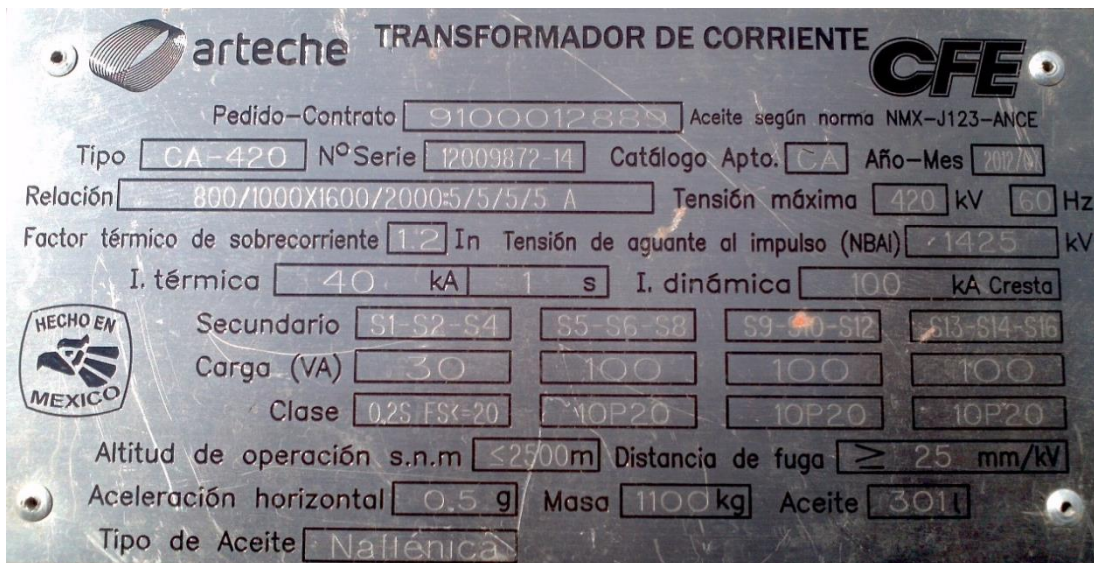 arteche TRANSFORMADOR DE CORRIENTE CFE
Pedido-Contrato 9100012889 Aceite según norma NMX-J123-ANCE
Tipo CA-420 Nº Serie 12009872-14 Catálogo Apto. CA Año-Mes
Relación 800/1000X1600/2000:5/5/5/5 A Tensión máxima 420 kV 60 Hz
Factor térmico de sobrecorriente 1.2 In Tensión de aguante al impulso (NBAI) 1425 kV
I. térmica 40 kA 1 s I. dinámica 100 kA Cresta
HECHO EN MEXICO
Secundario S1-S2-S4 S5-S6-S8 S9-S10-S12 S13-S14-S16
Carga (VA) 30 100 100 100
Clase 0,2S FS<=20 10P20 10P20 10P20
Altitud de operación s.n.m <2500m Distancia de fuga ≥ 25 mm/kV
Aceleración horizontal 0.5 g Masa 1100 kg Aceite 301 l
Tipo de Aceite Nafténica